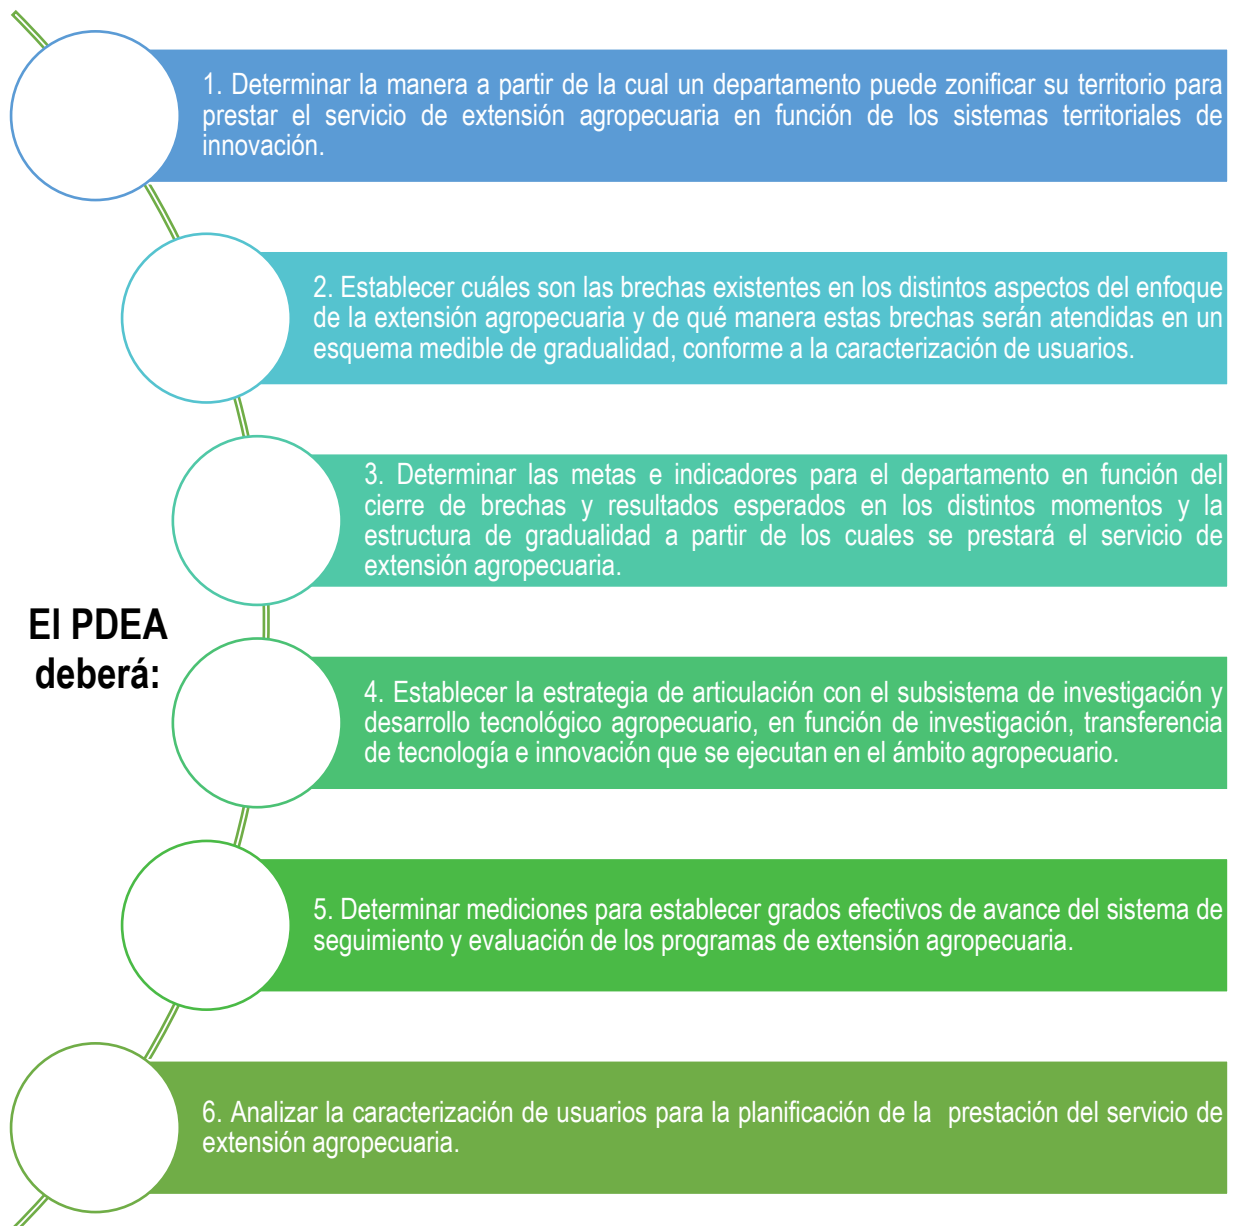 1. Determinar la manera a partir de la cual un departamento puede zonificar su territorio para
prestar el servicio de extensión agropecuaria en función de los sistemas territoriales de
innovación.
2. Establecer cuáles son las brechas existentes en los distintos aspectos del enfoque
de la extensión agropecuaria y de qué manera estas brechas serán atendidas en un
esquema medible de gradualidad, conforme a la caracterización de usuarios.
3. Determinar las metas e indicadores para el departamento en función del
cierre de brechas y resultados esperados en los distintos momentos y la
estructura de gradualidad a partir de los cuales se prestará el servicio de
extensión agropecuaria.
El PDEA
deberá:
4. Establecer la estrategia de articulación con el subsistema de investigación y
desarrollo tecnológico agropecuario, en función de investigación, transferencia
de tecnología e innovación que se ejecutan en el ámbito agropecuario.
5. Determinar mediciones para establecer grados efectivos de avance del sistema de
seguimiento y evaluación de los programas de extensión agropecuaria.
6. Analizar la caracterización de usuarios para la planificación de la  prestación del servicio de
extensión agropecuaria.